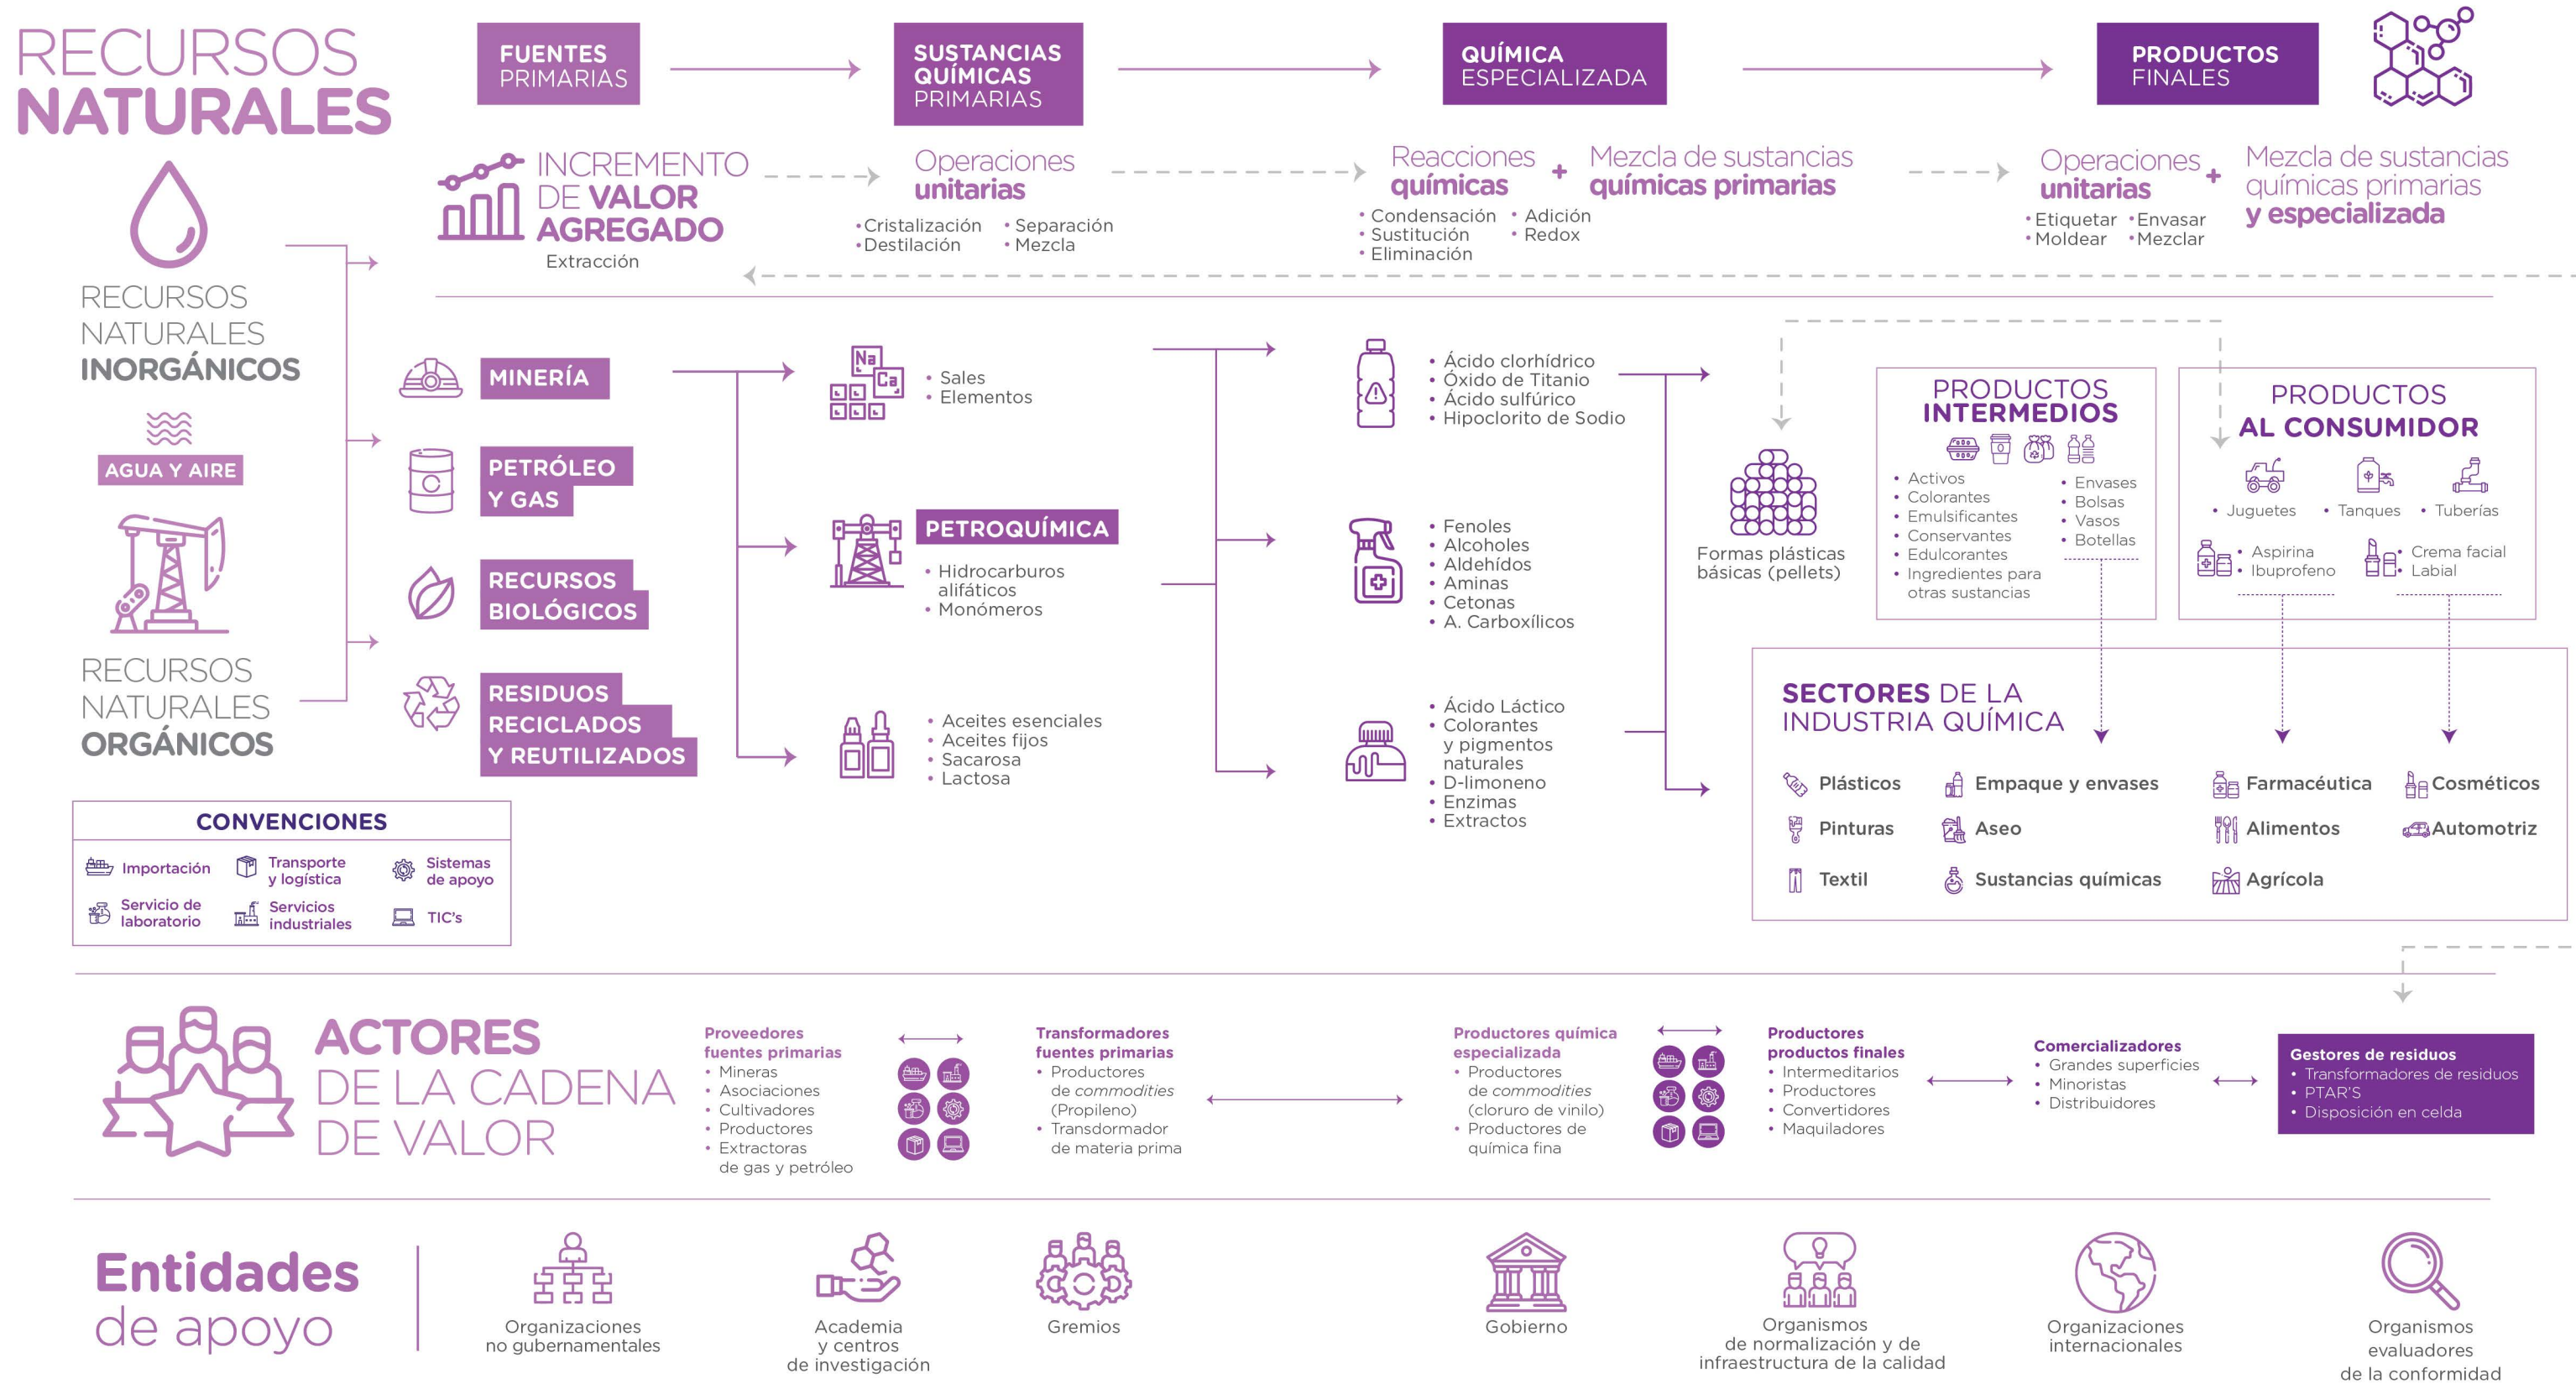 RECURSOS
NATURALES
FUENTES
PRIMARIAS
SUSTANCIAS
QUÍMICAS
PRIMARIAS
QUÍMICA
ESPECIALIZADA
PRODUCTOS
FINALES
INCREMENTO
DE VALOR
AGREGADO
Extracción
Operaciones
unitarias
• Cristalización • Separación
• Destilación • Mezcla
Reacciones
químicas
+
Mezcla de sustancias
químicas primarias
• Condensación • Adición
• Sustitución • Redox
• Eliminación
Operaciones
unitarias
+
• Etiquetar • Envasar
• Moldear • Mezclar
Mezcla de sustancias
químicas primarias
y especializada
RECURSOS
NATURALES
INORGÁNICOS
AGUA Y AIRE
RECURSOS
NATURALES
ORGÁNICOS
MINERÍA
PETRÓLEO
Y GAS
RECURSOS
BIOLÓGICOS
RESIDUOS
RECICLADOS
Y REUTILIZADOS
Na
Ca
• Sales
• Elementos
PETROQUÍMICA
• Hidrocarburos
alifáticos
• Monómeros
• Aceites esenciales
• Aceites fijos
• Sacarosa
• Lactosa
• Ácido clorhídrico
• Óxido de Titanio
• Ácido sulfúrico
• Hipoclorito de Sodio
• Fenoles
• Alcoholes
• Aldehídos
• Aminas
• Cetonas
• A. Carboxílicos
• Ácido Láctico
• Colorantes
y pigmentos
naturales
• D-limoneno
• Enzimas
• Extractos
Formas plásticas
básicas (pellets)
PRODUCTOS
INTERMEDIOS
• Activos
• Colorantes
• Emulsificantes
• Conservantes
• Edulcorantes
• Ingredientes para
otras sustancias
• Envases
• Bolsas
• Vasos
• Botellas
PRODUCTOS
AL CONSUMIDOR
• Juguetes • Tanques • Tuberías
• Aspirina
• Ibuprofeno
• Crema facial
• Labial
SECTORES DE LA
INDUSTRIA QUÍMICA
Plásticos Empaque y envases Farmacéutica Cosméticos
Pinturas Aseo Alimentos Automotriz
Textil Sustancias químicas Agrícola
CONVENCIONES
Importación
Transporte
y logística
Sistemas
de apoyo
Servicio de
laboratorio
Servicios
industriales
TIC's
ACTORES
DE LA CADENA
DE VALOR
Proveedores
fuentes primarias
• Mineras
• Asociaciones
• Cultivadores
• Productores
• Extractoras
de gas y petróleo
Transformadores
fuentes primarias
• Productores
de commodities
(Propileno)
• Transdormador
de materia prima
Productores química
especializada
• Productores
de commodities
(cloruro de vinilo)
• Productores de
química fina
Productores
productos finales
• Intermeditarios
• Productores
• Convertidores
• Maquiladores
Comercializadores
• Grandes superficies
• Minoristas
• Distribuidores
Gestores de residuos
• Transformadores de residuos
• PTAR'S
• Disposición en celda
Entidades
de apoyo
Organizaciones
no gubernamentales
Academia
y centros
de investigación
Gremios
Gobierno
Organismos
de normalización y de
infraestructura de la calidad
Organizaciones
internacionales
Organismos
evaluadores
de la conformidad